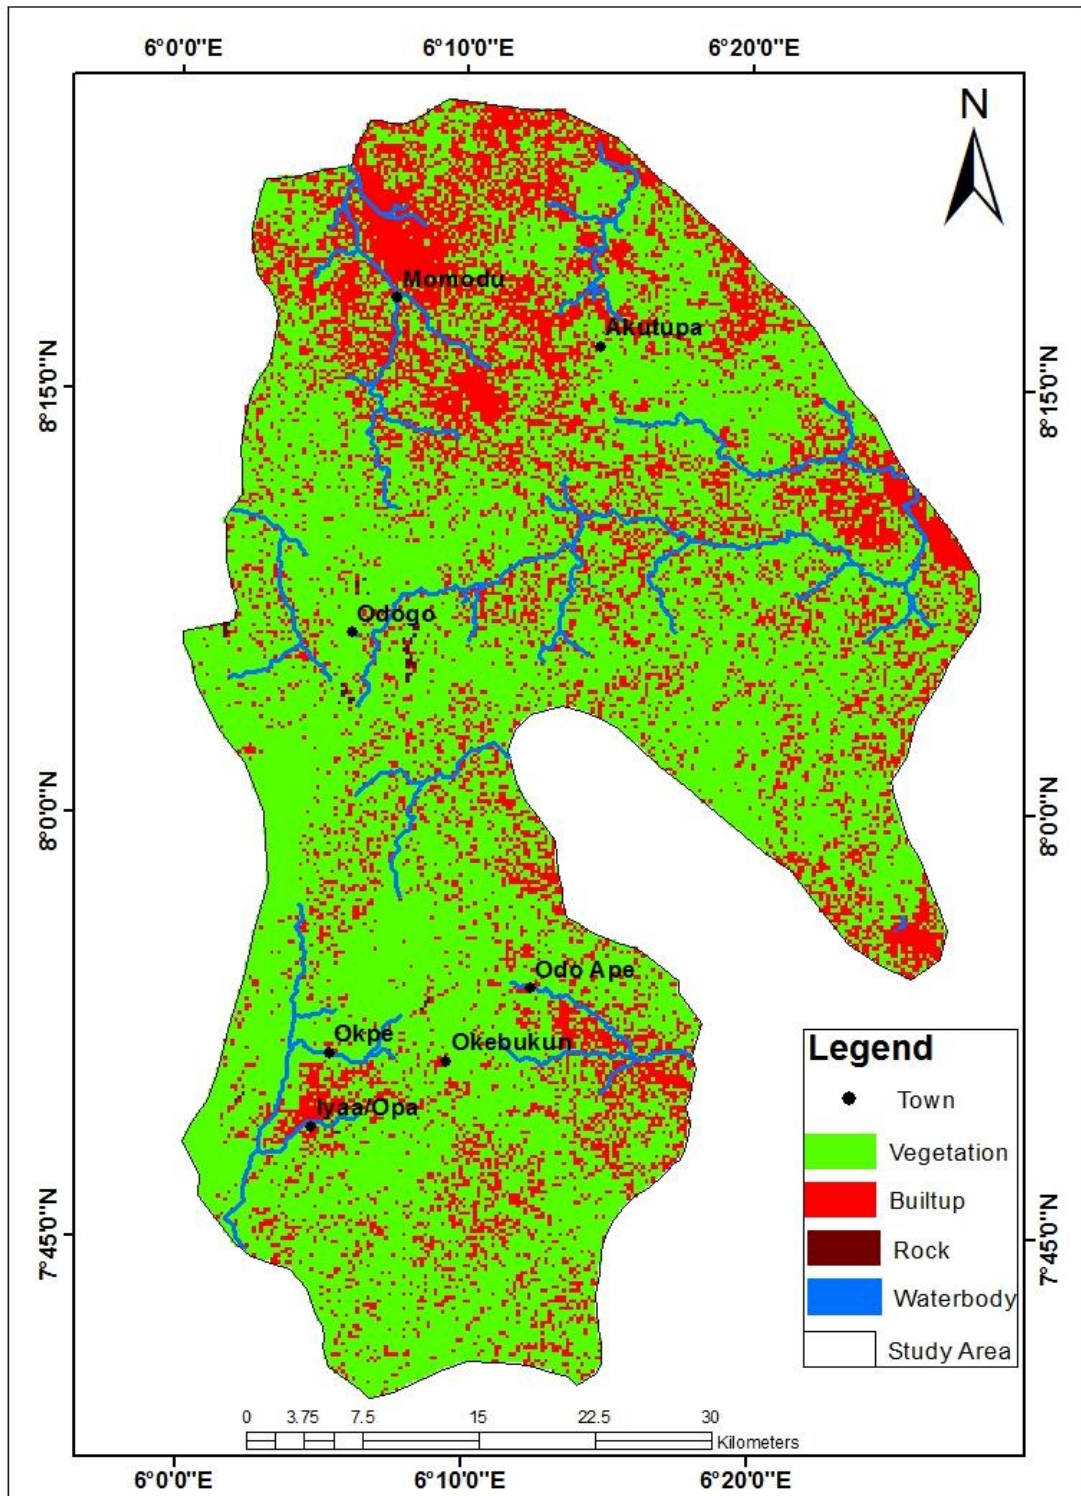 6°0'0"E 6°10'0"E 6°20'0"E
N
Momodu
Akutupa
8°15'0"N 8°15'0"N
Odogo
8°0'0"N 8°0'0"N
Odo Ape
Okpe
Okebukun
Iyaa/Opa
Legend
Town
Vegetation
Builtup
Rock
Waterbody
Study Area
7°45'0"N 7°45'0"N
0 3.75 7.5 15 22.5 30
Kilometers
6°0'0"E 6°10'0"E 6°20'0"E